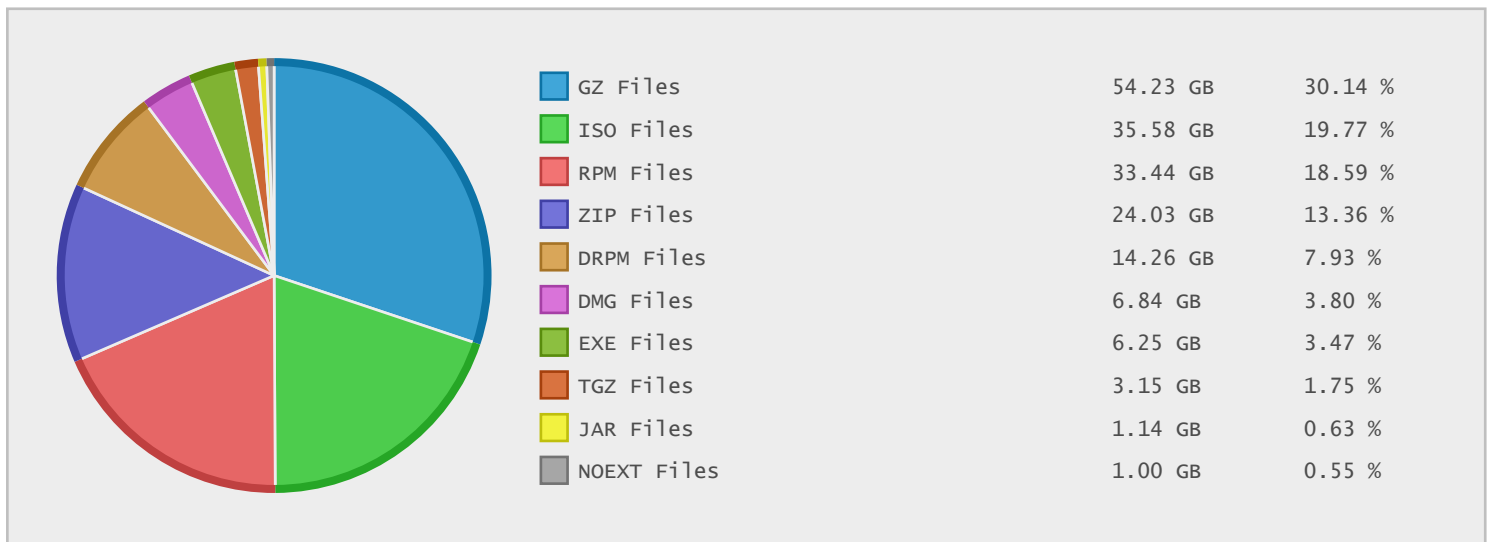 GZ Files 54.23 GB 30.14 %
ISO Files 35.58 GB 19.77 %
RPM Files 33.44 GB 18.59 %
ZIP Files 24.03 GB 13.36 %
DRPM Files 14.26 GB 7.93 %
DMG Files 6.84 GB 3.80 %
EXE Files 6.25 GB 3.47 %
TGZ Files 3.15 GB 1.75 %
JAR Files 1.14 GB 0.63 %
NOEXT Files 1.00 GB 0.55 %